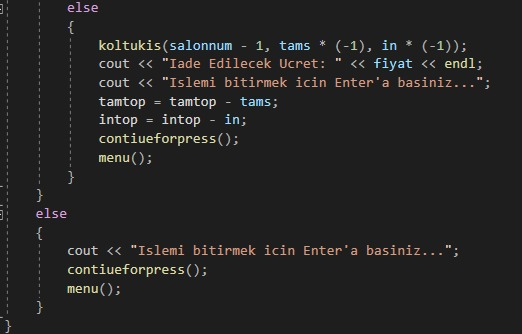 else
{
koltukis(salonnum - 1, tams * (-1), in * (-1));
cout << "Iade Edilecek Ucret: " << fiyat << endl;
cout << "Islemi bitirmek icin Enter'a basiniz...";
tamtop = tamtop - tams;
intop = intop - in;
contiueforpress();
menu();
}
}
else
{
cout << "Islemi bitirmek icin Enter'a basiniz...";
contiueforpress();
menu();
}
}